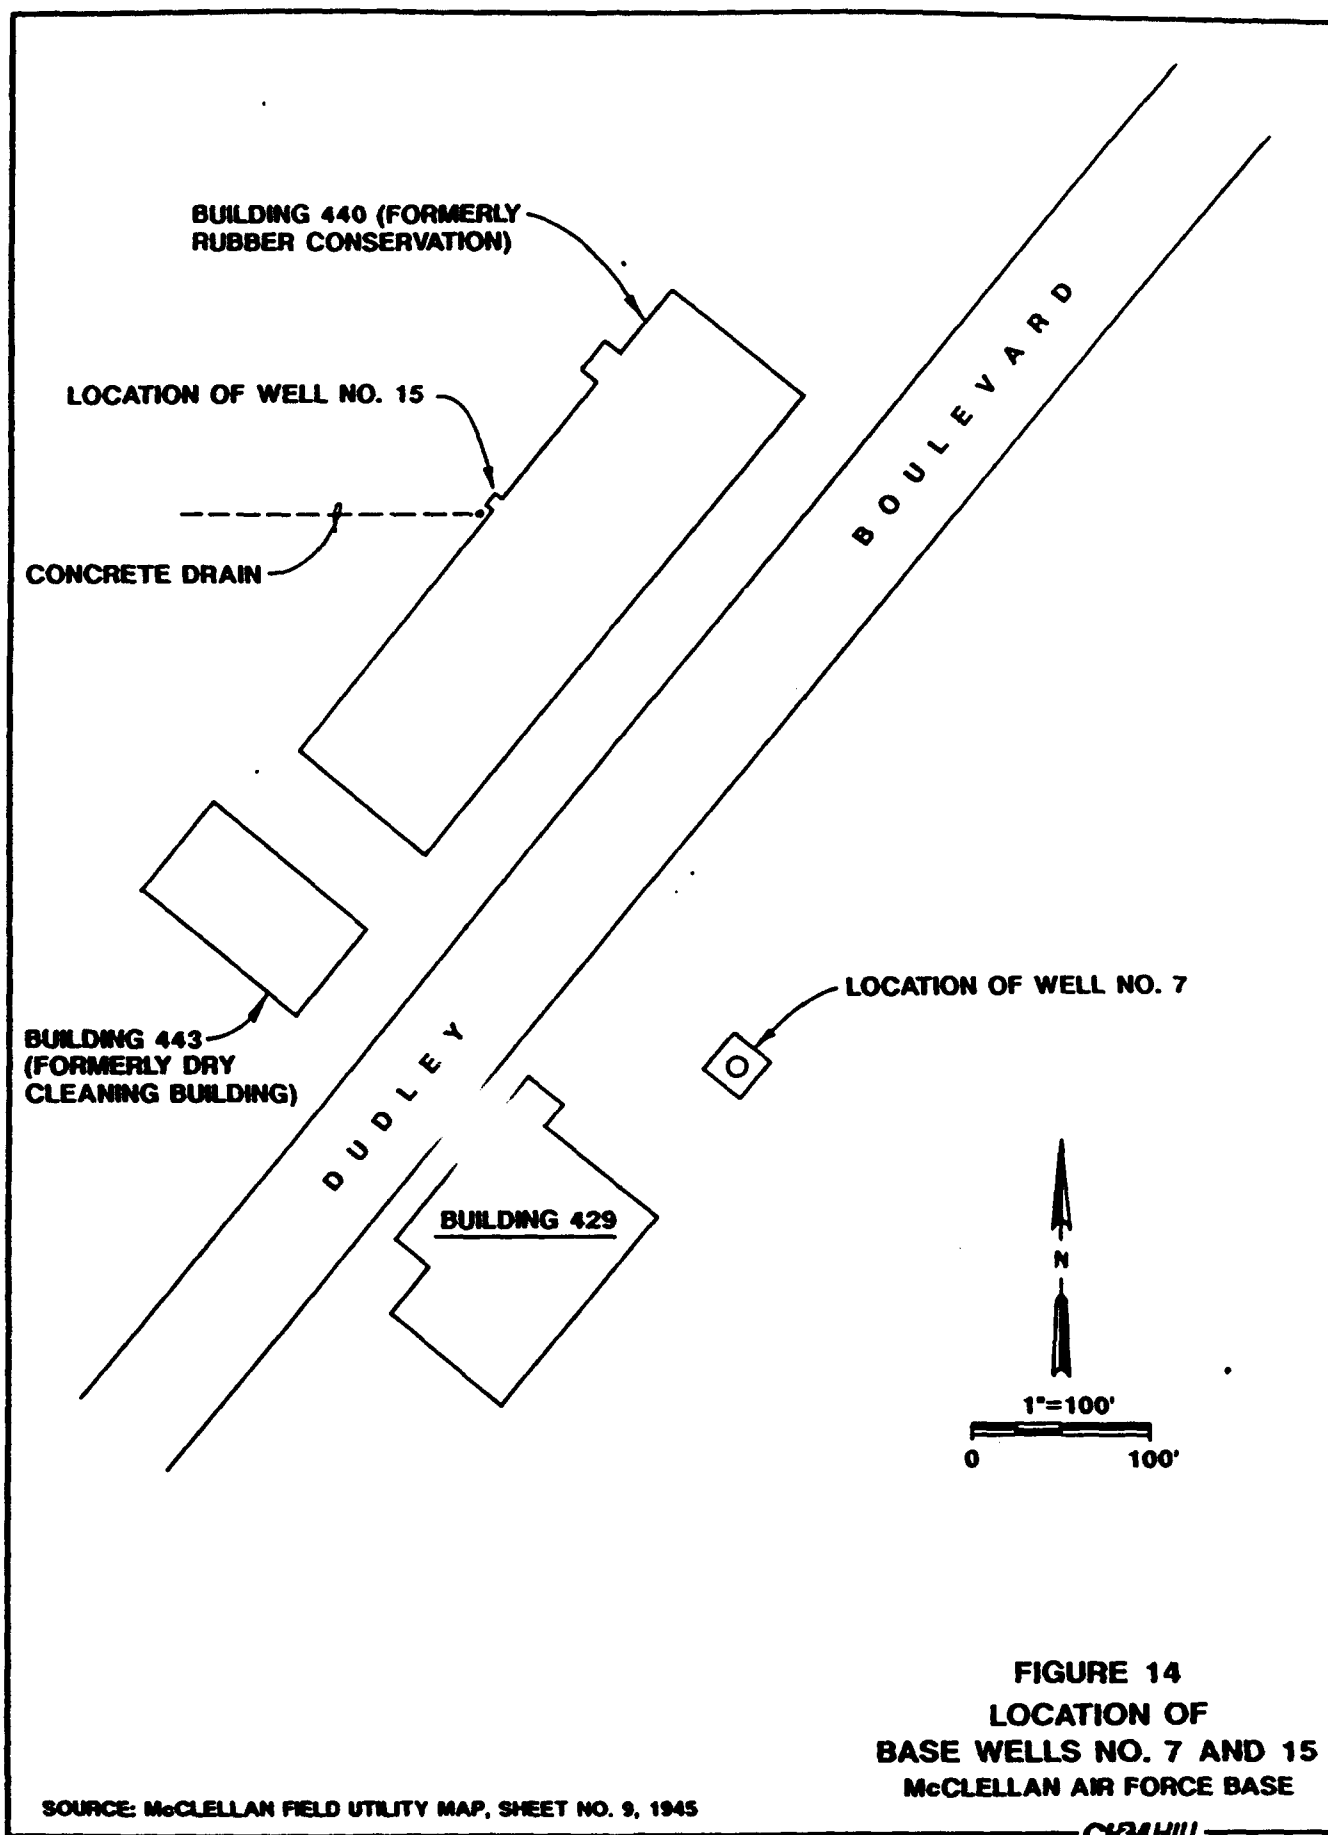 BUILDING 440 (FORMERLY
RUBBER CONSERVATION)
LOCATION OF WELL NO. 15
CONCRETE DRAIN
BOULEVARD
LOCATION OF WELL NO. 7
BUILDING 443
(FORMERLY DRY
CLEANING BUILDING)
DUDLEY
BUILDING 429
N
1"=100'
0 100'
FIGURE 14
LOCATION OF
BASE WELLS NO. 7 AND 15
McCLELLAN AIR FORCE BASE
SOURCE: McCLELLAN FIELD UTILITY MAP, SHEET NO. 9, 1945